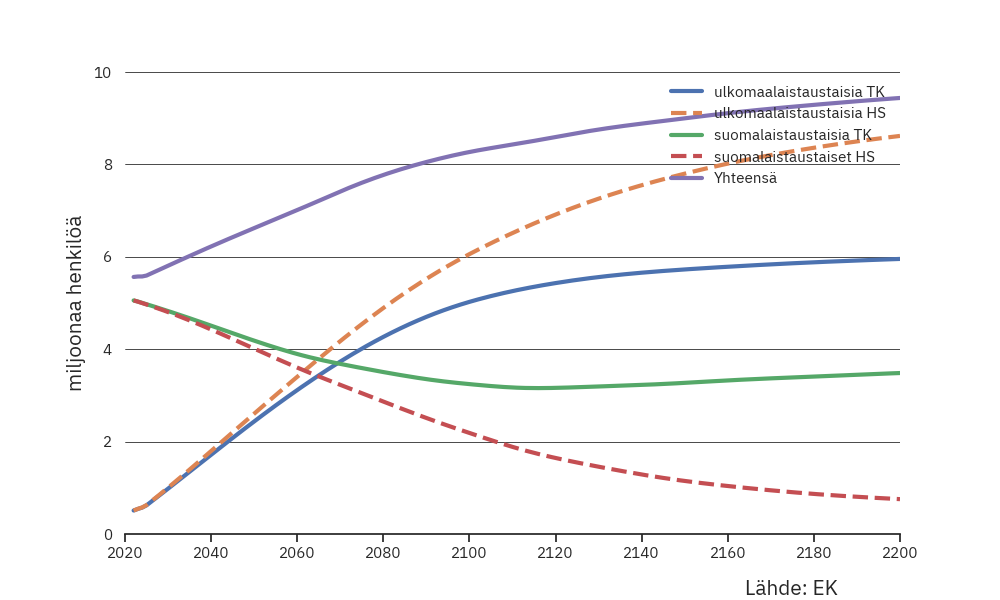 10
8
6
4
2
0
miljoonaa henkilöä
ulkomaalaistaustaisia TK
ulkomaalaistaustaisia HS
suomalaistaustaisia TK
suomalaistaustaiset HS
Yhteensä
2020 2040 2060 2080 2100 2120 2140 2160 2180 2200
Lähde: EK